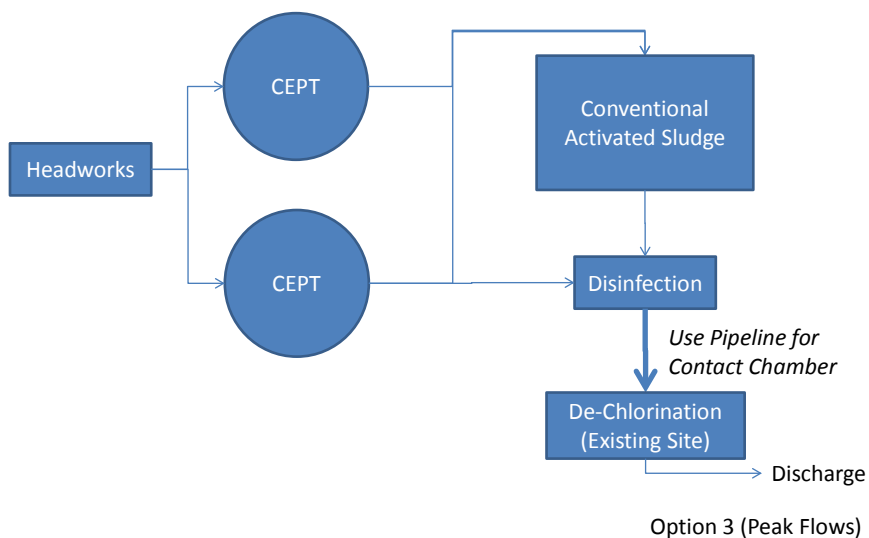 CEPT
Conventional
Activated Sludge
Headworks
CEPT
Disinfection
Use Pipeline for
Contact Chamber
De-Chlorination
(Existing Site)
Discharge
Option 3 (Peak Flows)